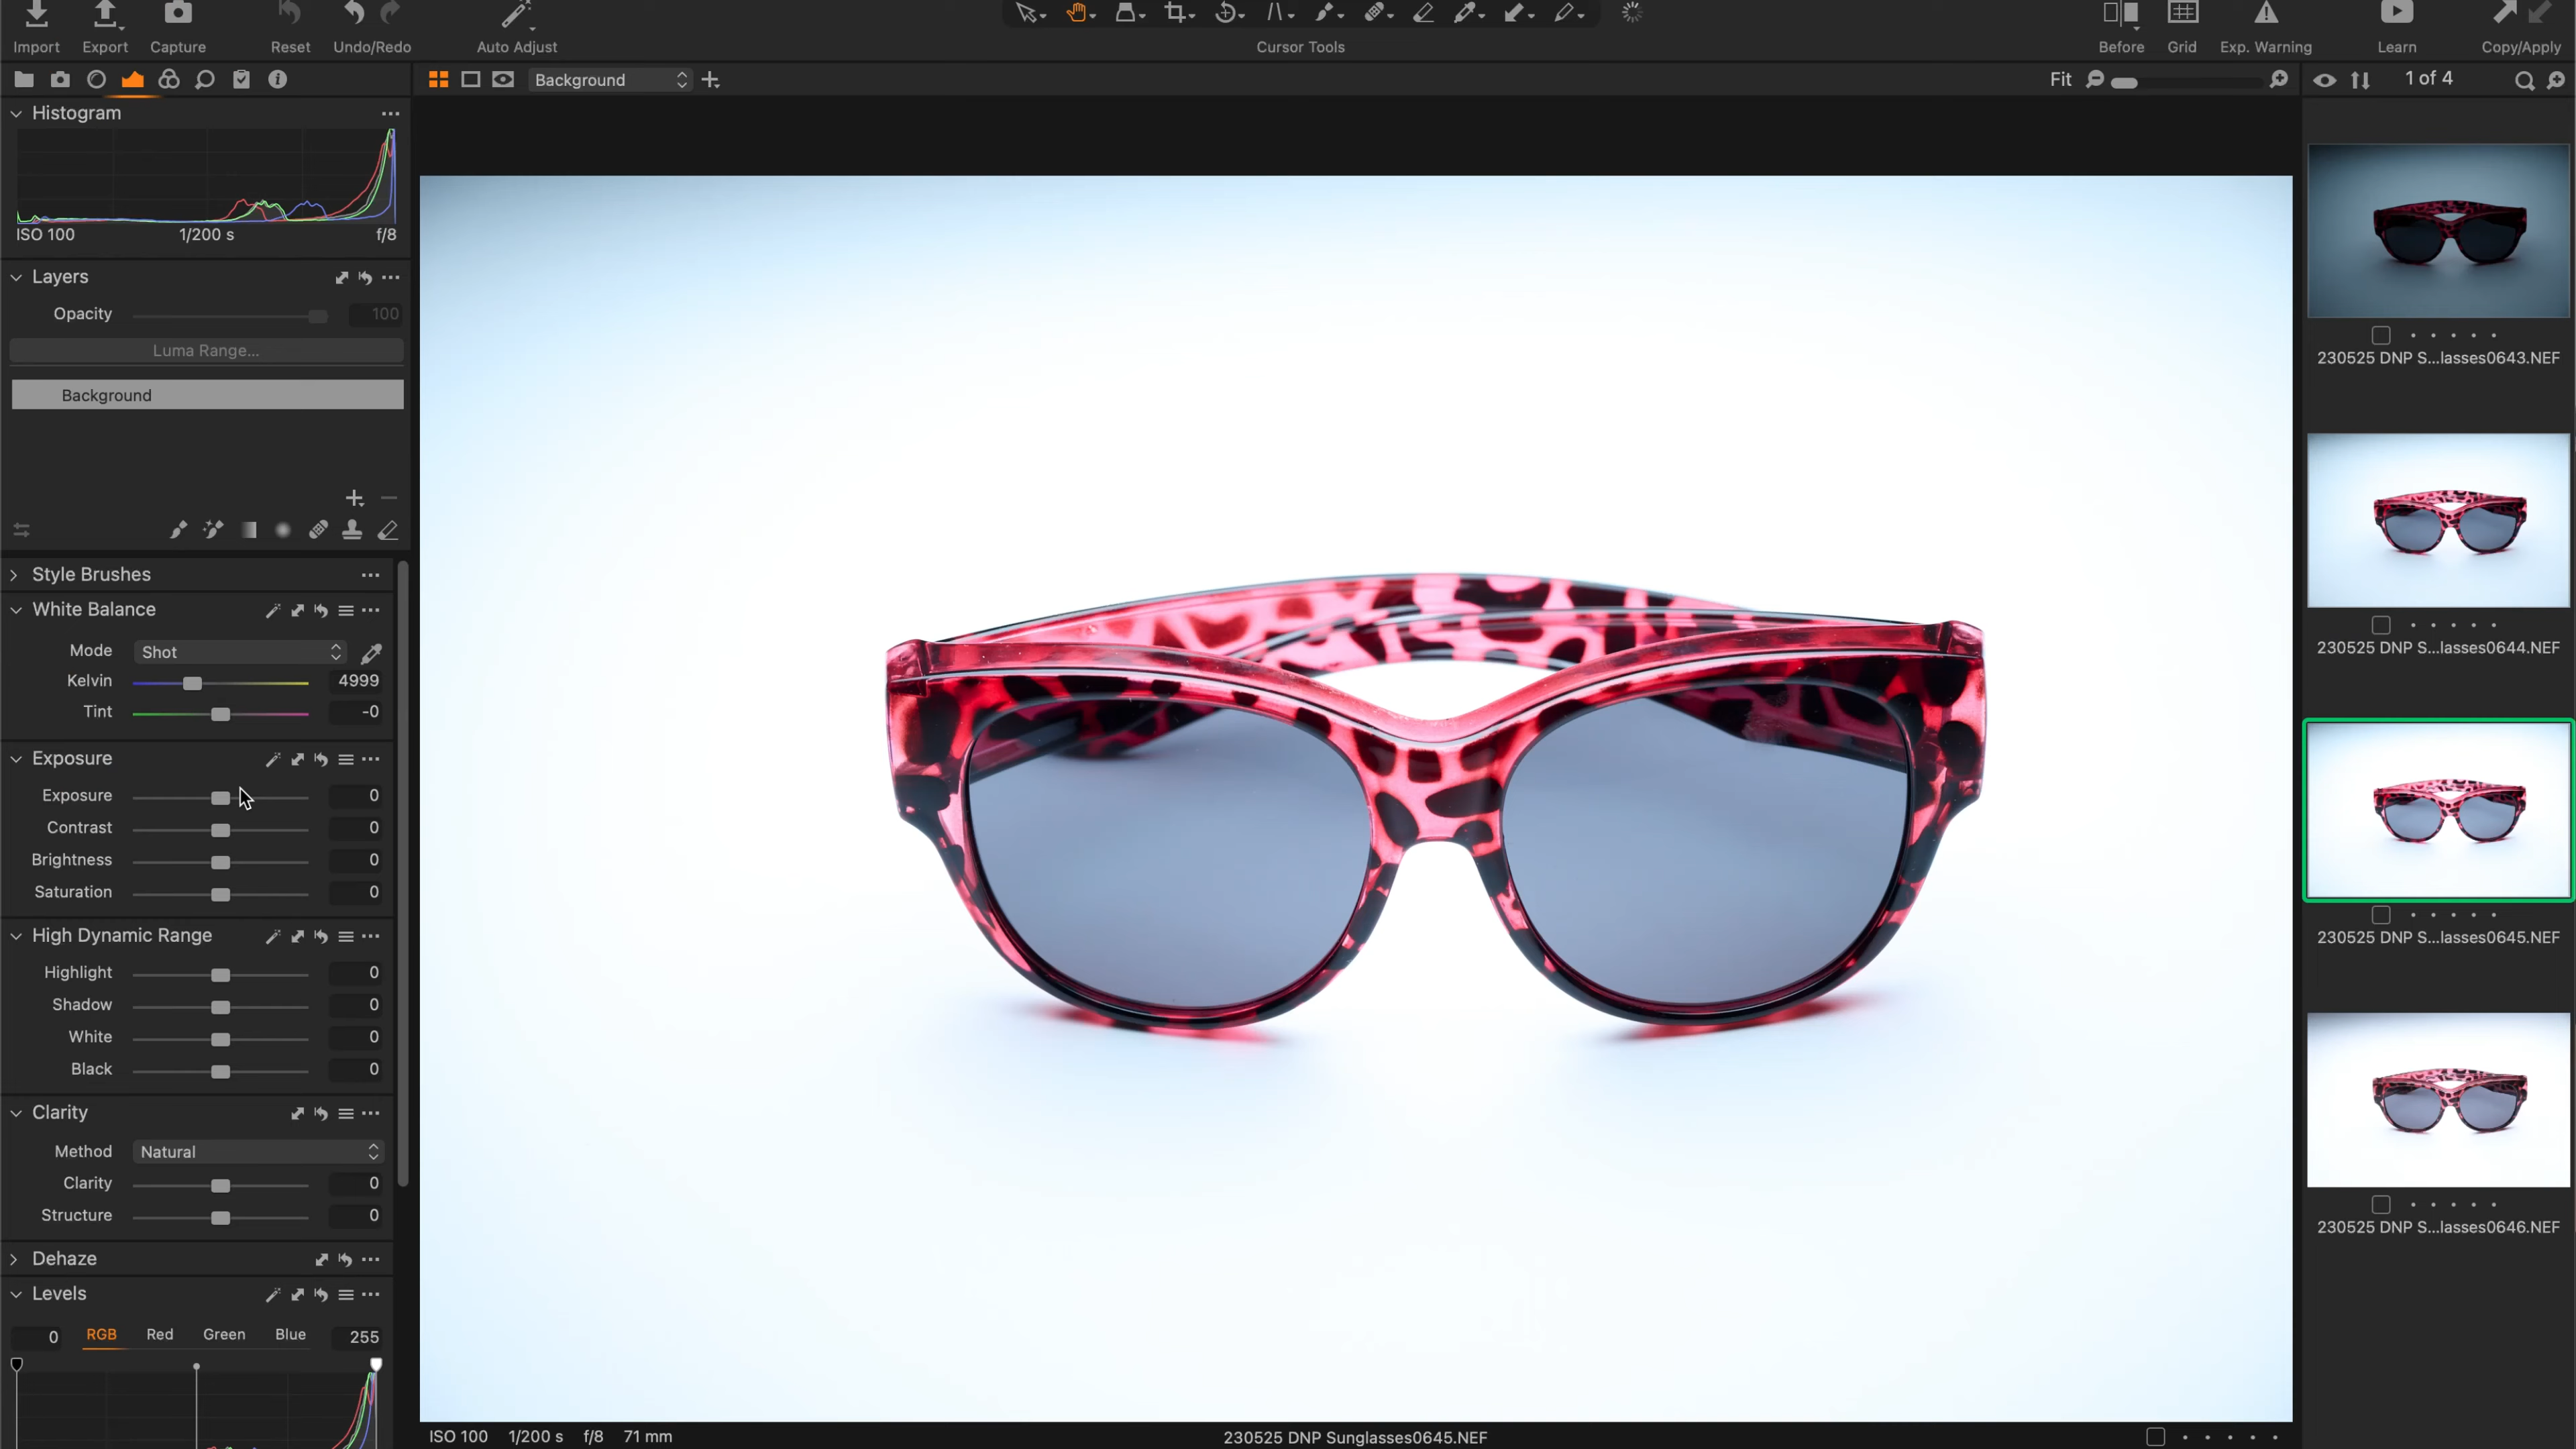 Import Export Capture Reset Undo/Redo Auto Adjust Cursor Tools Before Grid Exp. Warning Learn Copy/Apply
Background
Fit
1 of 4
Histogram
ISO 100 1/200 s f/8
Layers
Opacity 100
Luma Range...
Background
Style Brushes
White Balance
Mode Shot
Kelvin 4999
Tint -0
Exposure
Exposure 0
Contrast 0
Brightness 0
Saturation 0
High Dynamic Range
Highlight 0
Shadow 0
White 0
Black 0
Clarity
Method Natural
Clarity 0
Structure 0
Dehaze
Levels
0 RGB Red Green Blue 255
ISO 100 1/200 s f/8 71 mm
230525 DNP Sunglasses0645.NEF
230525 DNP S...lasses0643.NEF
230525 DNP S...lasses0644.NEF
230525 DNP S...lasses0645.NEF
230525 DNP S...lasses0646.NEF